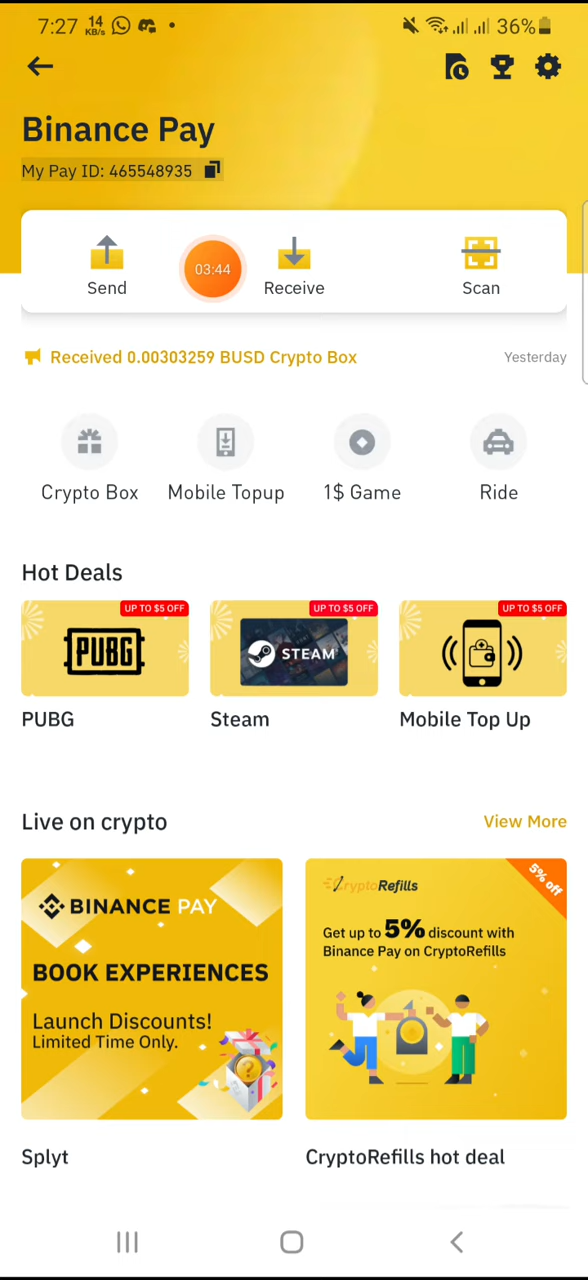 7:27 14 KB/s 36%
Binance Pay
My Pay ID: 465548935
03:44
Send Receive Scan
Received 0.00303259 BUSD Crypto Box Yesterday
Crypto Box Mobile Topup 1$ Game Ride
Hot Deals
UP TO $5 OFF UP TO $5 OFF UP TO $5 OFF
PUBG STEAM
PUBG Steam Mobile Top Up
Live on crypto View More
BINANCE PAY
BOOK EXPERIENCES
Launch Discounts!
Limited Time Only.
5% off
CryptoRefills
Get up to 5% discount with
Binance Pay on CryptoRefills
Splyt CryptoRefills hot deal